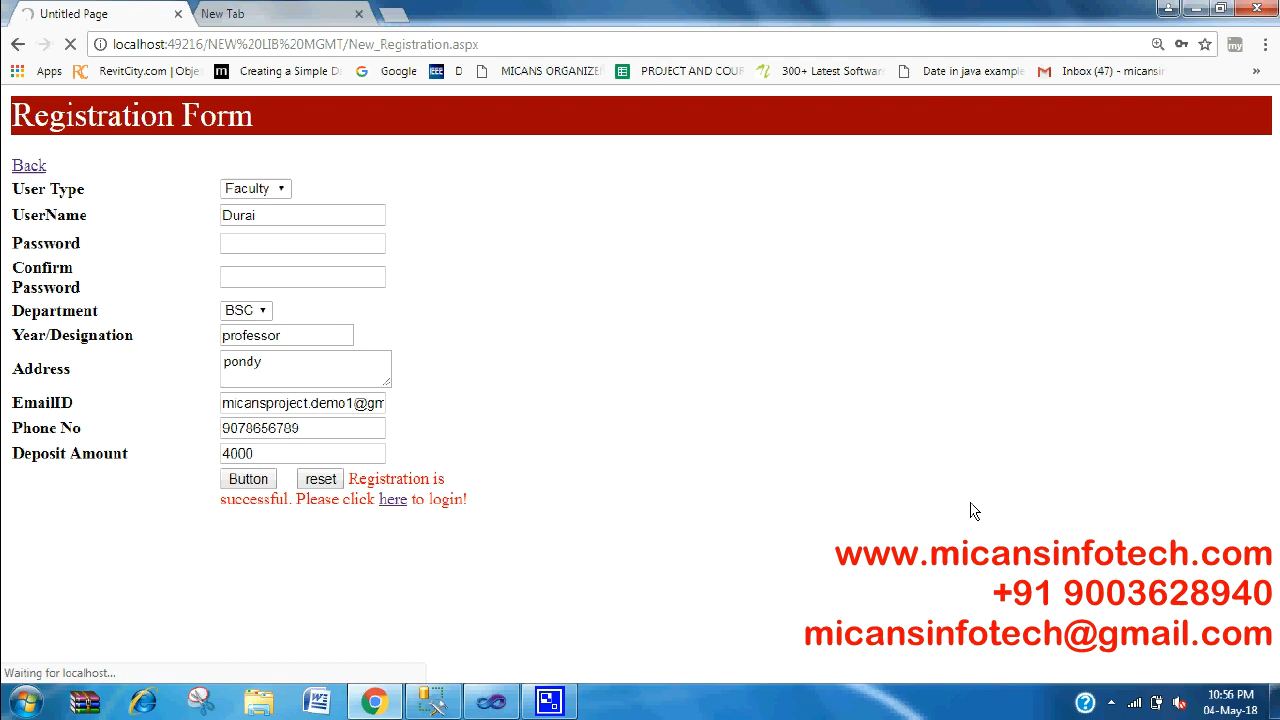 Untitled Page
New Tab
localhost:49216/NEW%20LIB%20MGMT/New_Registration.aspx
my
Apps RevitCity.com | Obje Creating a Simple D Google D MICANS ORGANIZE PROJECT AND COUR 300+ Latest Softwar Date in java example Inbox (47) - micansir
Registration Form
Back
User Type Faculty
UserName Durai
Password
Confirm
Password
Department BSC
Year/Designation professor
Address pondy
EmailID micansproject.demo1@gm
Phone No 9078656789
Deposit Amount 4000
Button reset Registration is
successful. Please click here to login!
www.micansinfotech.com
+91 9003628940
micansinfotech@gmail.com
Waiting for localhost...
10:56 PM
04-May-18